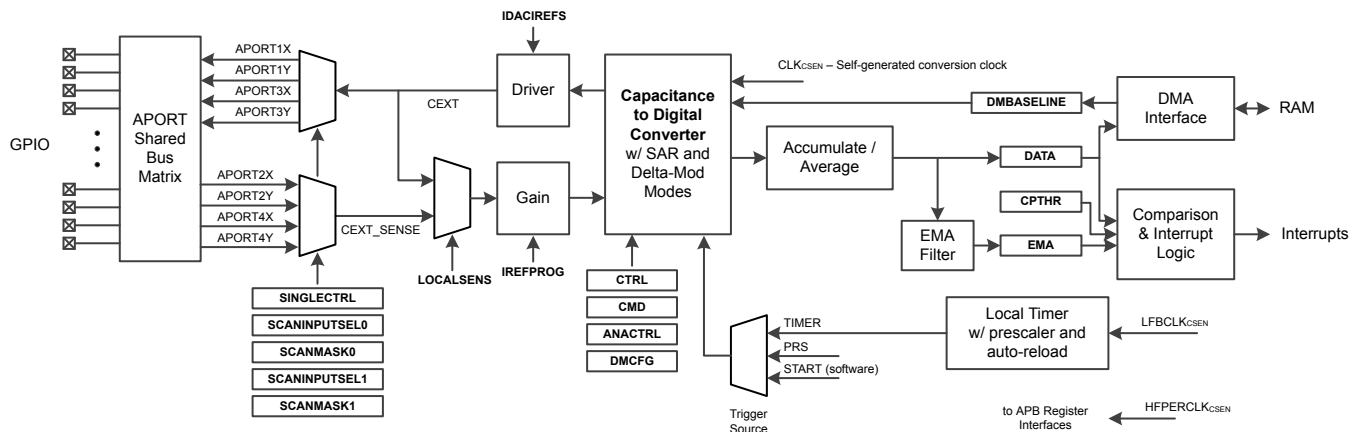 IDACIREFS
APORT1X
APORT1Y
APORT3X
APORT3Y
GPIO
APORT
Shared
Bus
Matrix
APORT2X
APORT2Y
APORT4X
APORT4Y
CEXT
Driver
CEXT_SENSE
Gain
LOCALSENS
IREFPROG
SINGLECTRL
SCANINPUTSEL0
SCANMASK0
SCANINPUTSEL1
SCANMASK1
Capacitance
to Digital
Converter
w/ SAR and
Delta-Mod
Modes
CTRL
CMD
ANACTRL
DMCFG
CLKCSEN – Self-generated conversion clock
DMBASELINE
DMA
Interface
RAM
Accumulate /
Average
DATA
CPTHR
EMA
Filter
EMA
Comparison
& Interrupt
Logic
Interrupts
TIMER
PRS
START (software)
Trigger
Source
Local Timer
w/ prescaler and
auto-reload
LFBCLKCSEN
to APB Register
Interfaces
HFPERCLKCSEN